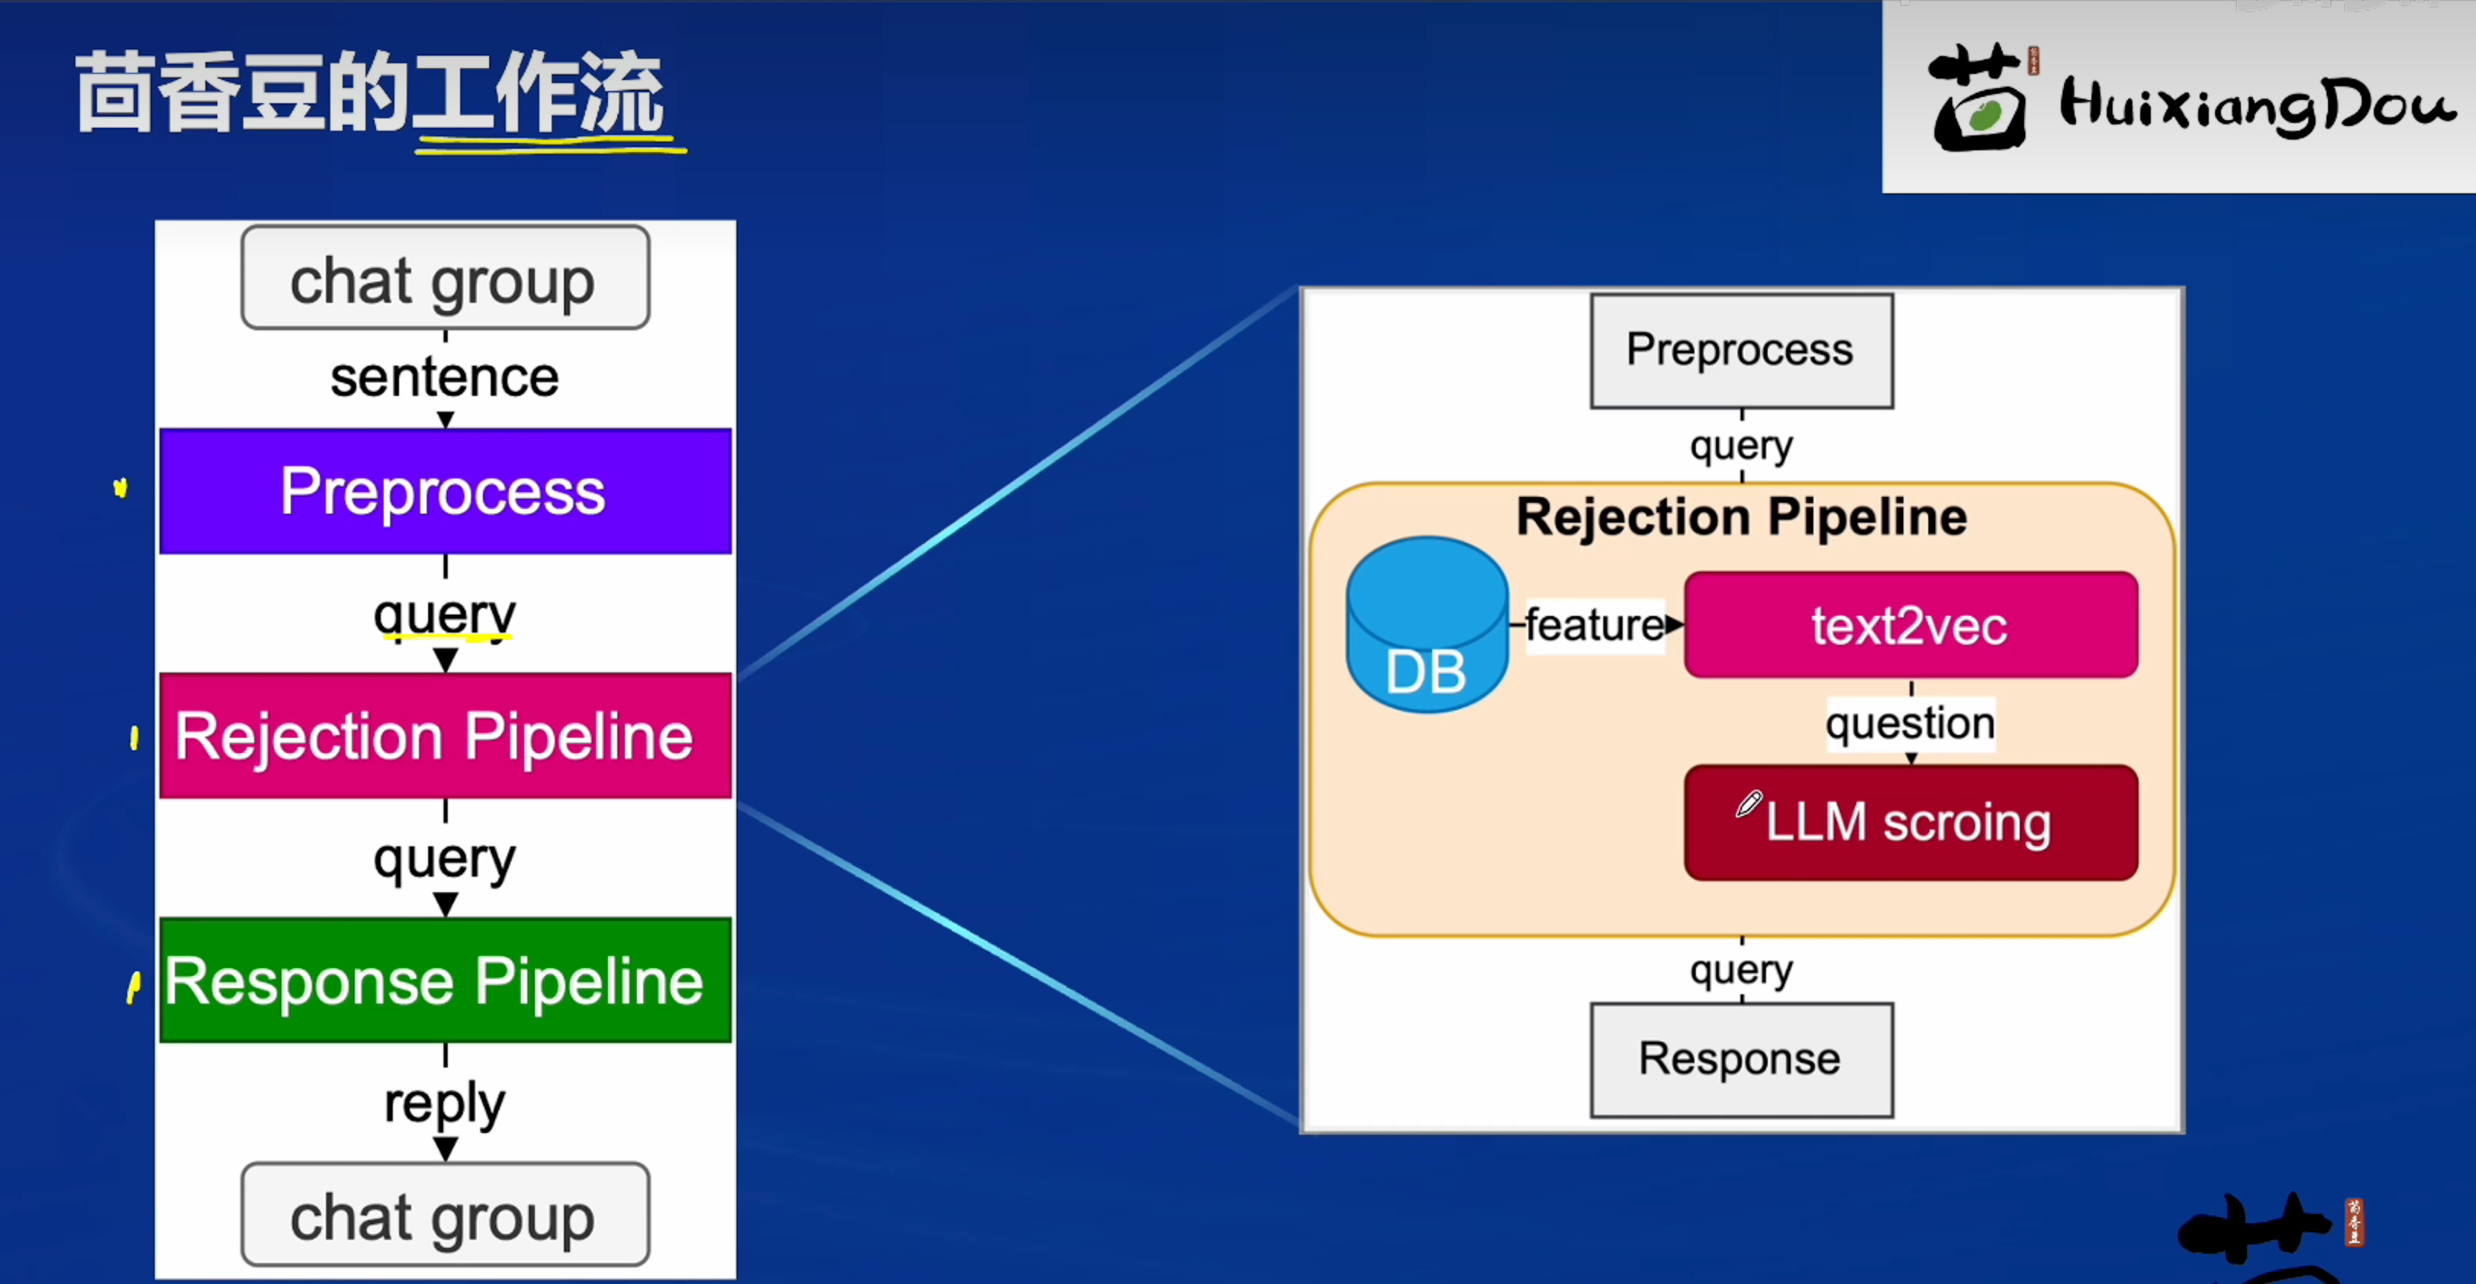 茴香豆的工作流
HuixiangDou
chat group
sentence
Preprocess
query
Rejection Pipeline
query
Response Pipeline
reply
chat group
Preprocess
query
Rejection Pipeline
DB
feature
text2vec
question
LLM scroing
query
Response